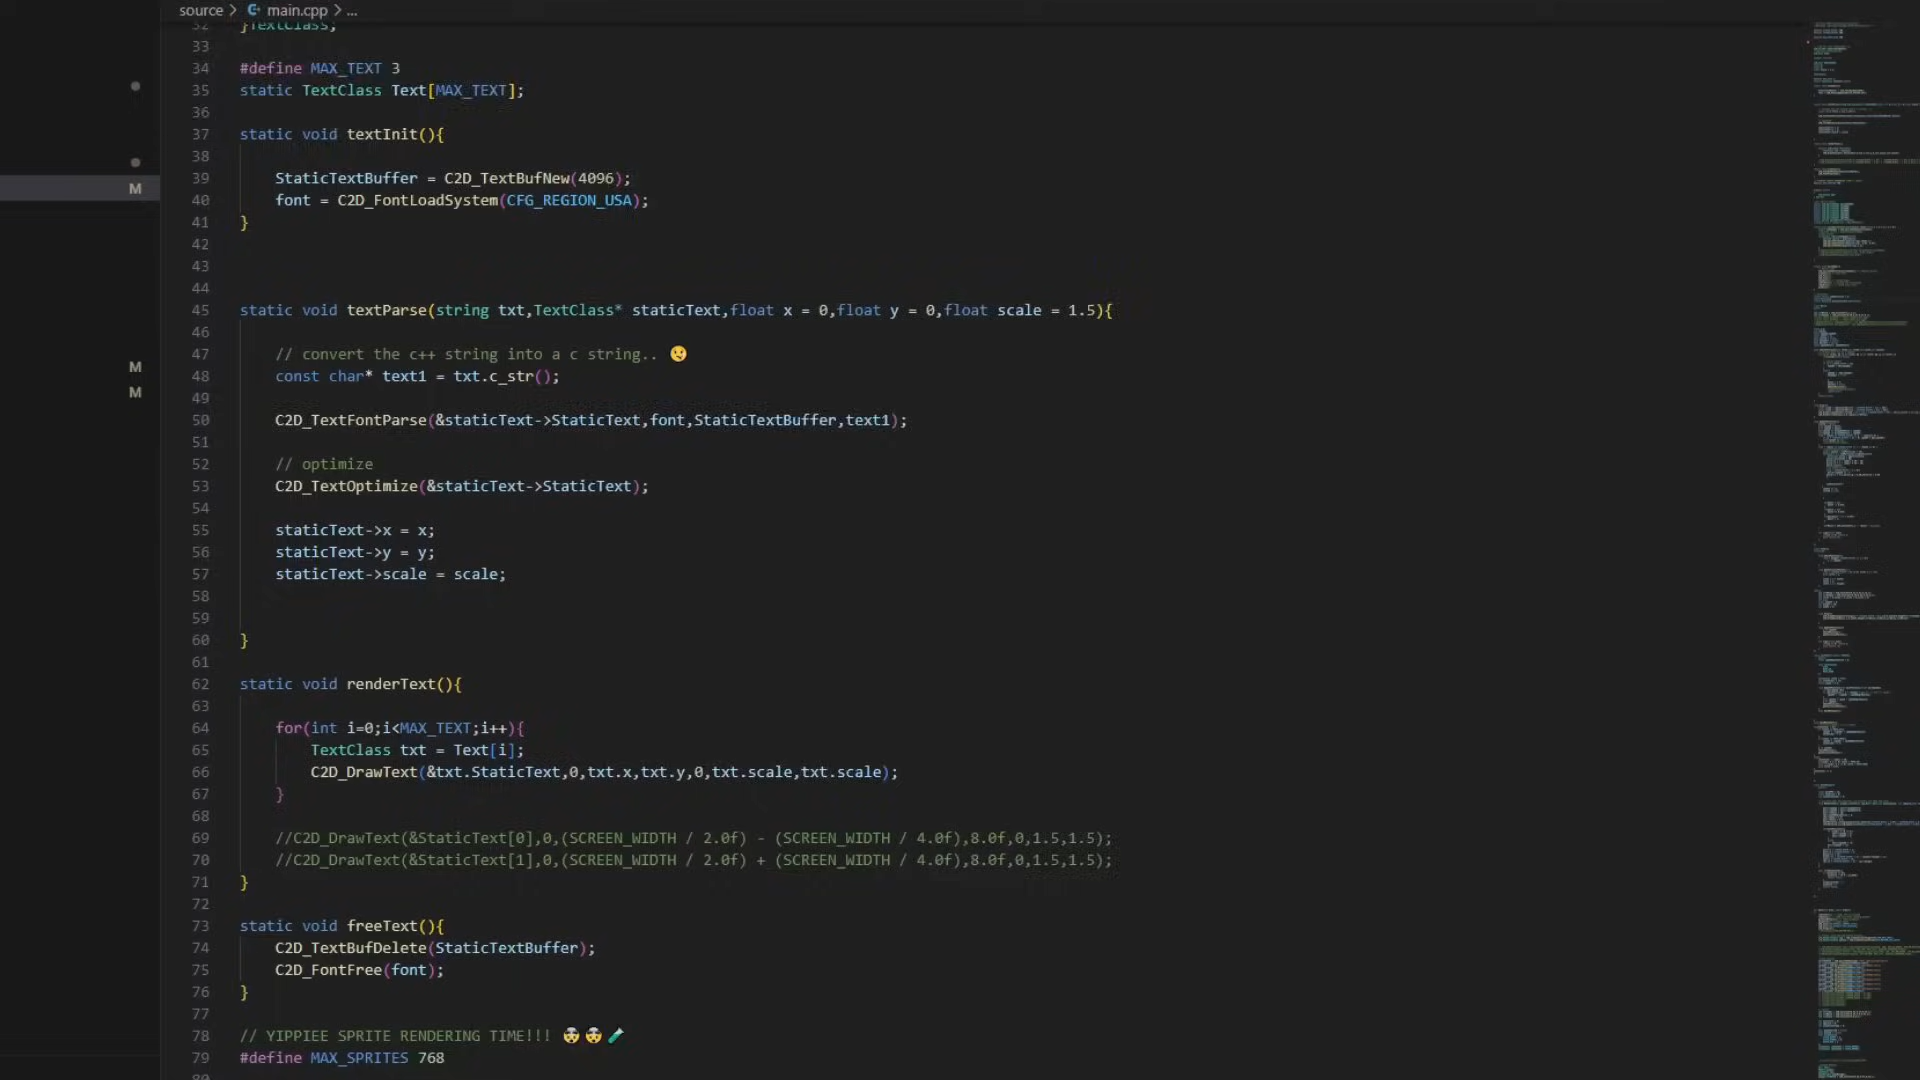 source > main.cpp > ...
32 }TextClass;
33
34 #define MAX_TEXT 3
35 static TextClass Text[MAX_TEXT];
36
37 static void textInit(){
38
39 StaticTextBuffer = C2D_TextBufNew(4096);
M
40 font = C2D_FontLoadSystem(CFG_REGION_USA);
41 }
42
43
44
45 static void textParse(string txt,TextClass* staticText,float x = 0,float y = 0,float scale = 1.5){
46
47 // convert the c++ string into a c string.. 🤨
M
48 const char* text1 = txt.c_str();
M
49
50 C2D_TextFontParse(&staticText->StaticText,font,StaticTextBuffer,text1);
51
52 // optimize
53 C2D_TextOptimize(&staticText->StaticText);
54
55 staticText->x = x;
56 staticText->y = y;
57 staticText->scale = scale;
58
59
60 }
61
62 static void renderText(){
63
64 for(int i=0;i<MAX_TEXT;i++){
65 TextClass txt = Text[i];
66 C2D_DrawText(&txt.StaticText,0,txt.x,txt.y,0,txt.scale,txt.scale);
67 }
68
69 //C2D_DrawText(&StaticText[0],0,(SCREEN_WIDTH / 2.0f) - (SCREEN_WIDTH / 4.0f),8.0f,0,1.5,1.5);
70 //C2D_DrawText(&StaticText[1],0,(SCREEN_WIDTH / 2.0f) + (SCREEN_WIDTH / 4.0f),8.0f,0,1.5,1.5);
71 }
72
73 static void freeText(){
74 C2D_TextBufDelete(StaticTextBuffer);
75 C2D_FontFree(font);
76 }
77
78 // YIPPIEE SPRITE RENDERING TIME!!! 🤯🤯🧪
79 #define MAX_SPRITES 768
80